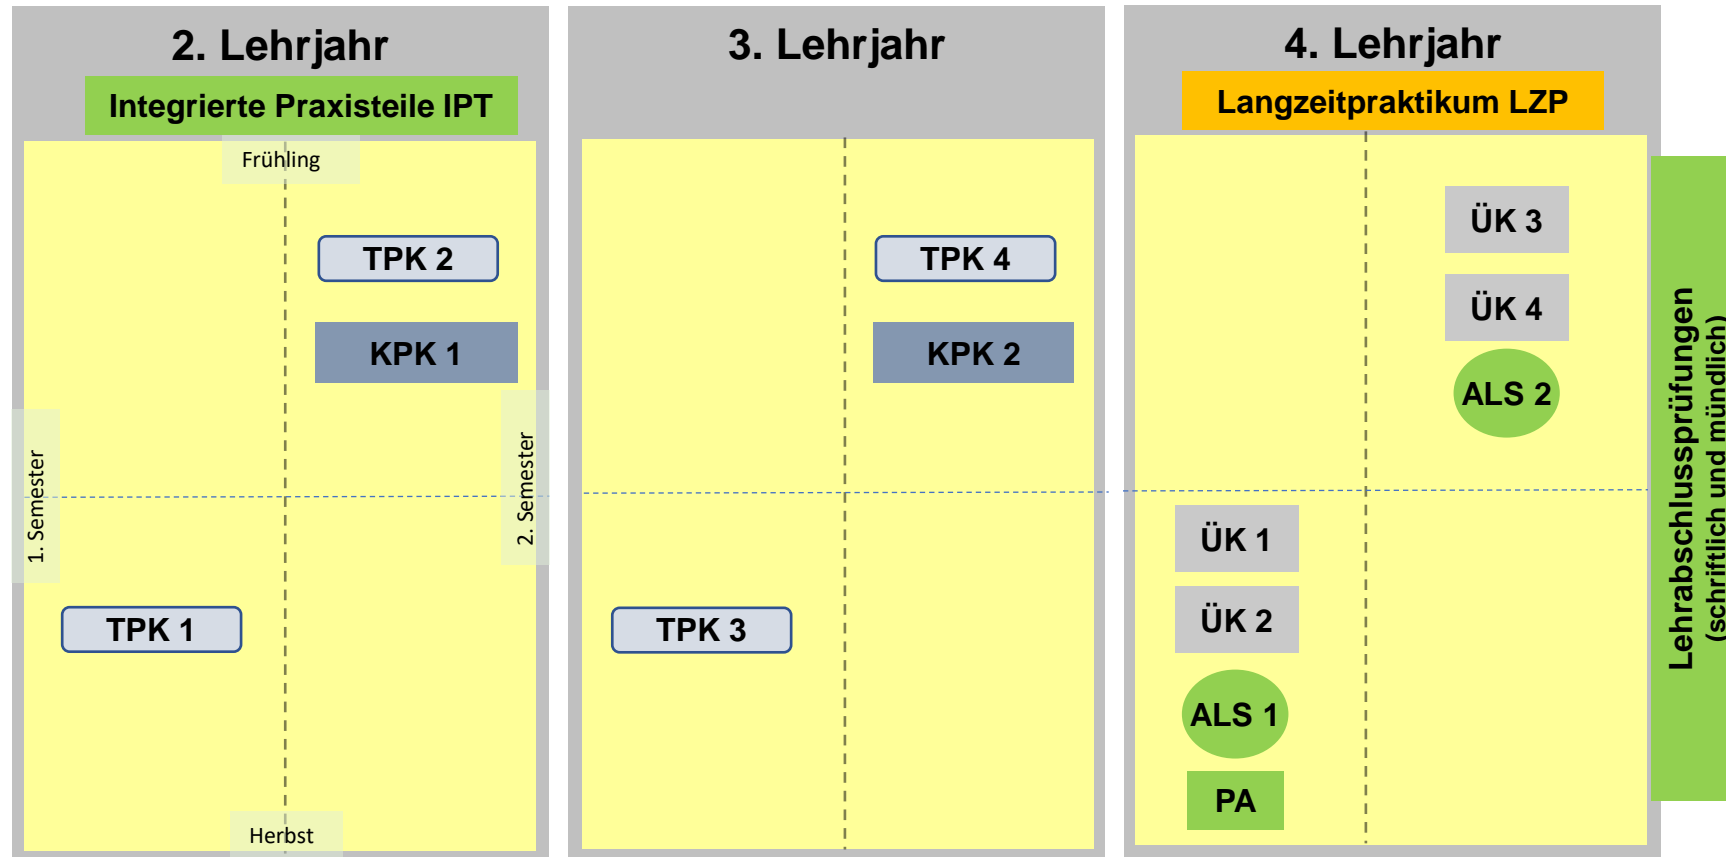 2. Lehrjahr
Integrierte Praxisteile IPT
Frühling
TPK 2
KPK 1
1. Semester
2. Semester
TPK 1
Herbst
3. Lehrjahr
TPK 4
KPK 2
TPK 3
4. Lehrjahr
Langzeitpraktikum LZP
ÜK 3
ÜK 4
ALS 2
ÜK 1
ÜK 2
ALS 1
PA
Lehrabschlussprüfungen
(schriftlich und mündlich)